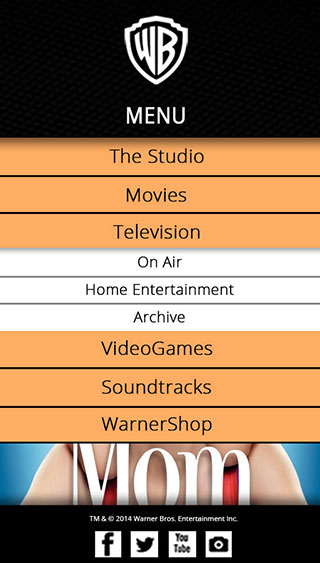 WB
MENU
The Studio
Movies
Television
On Air
Home Entertainment
Archive
VideoGames
Soundtracks
WarnerShop
Mom
TM & © 2014 Warner Bros. Entertainment Inc.
You
Tube